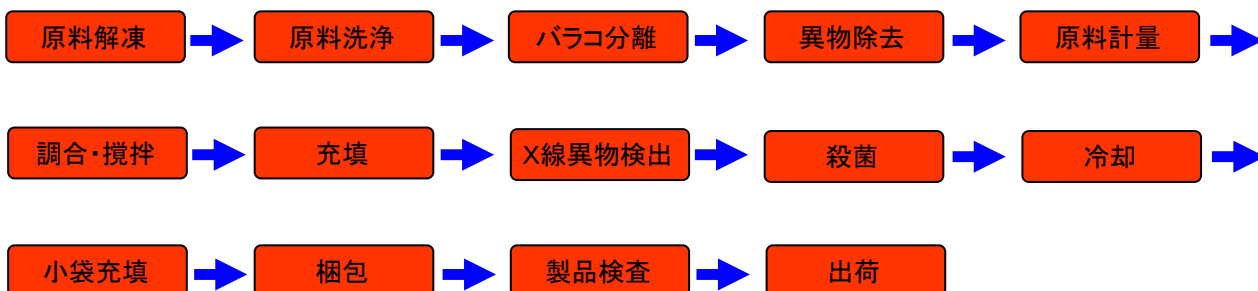 原料解凍 原料洗浄 バラコ分離 異物除去 原料計量
調合・撹拌 充填 X線異物検出 殺菌 冷却
小袋充填 梱包 製品検査 出荷